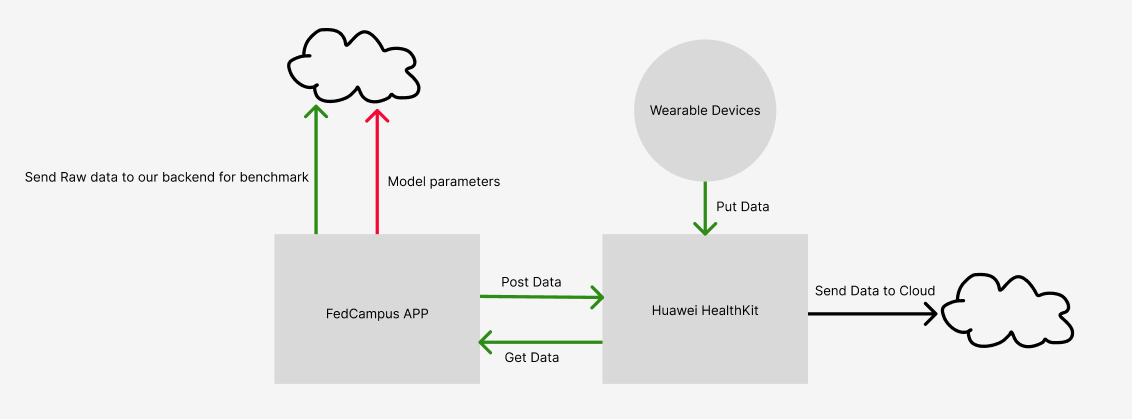 Wearable Devices
Send Raw data to our backend for benchmark
Model parameters
Put Data
Post Data
Send Data to Cloud
FedCampus APP
Huawei HealthKit
Get Data